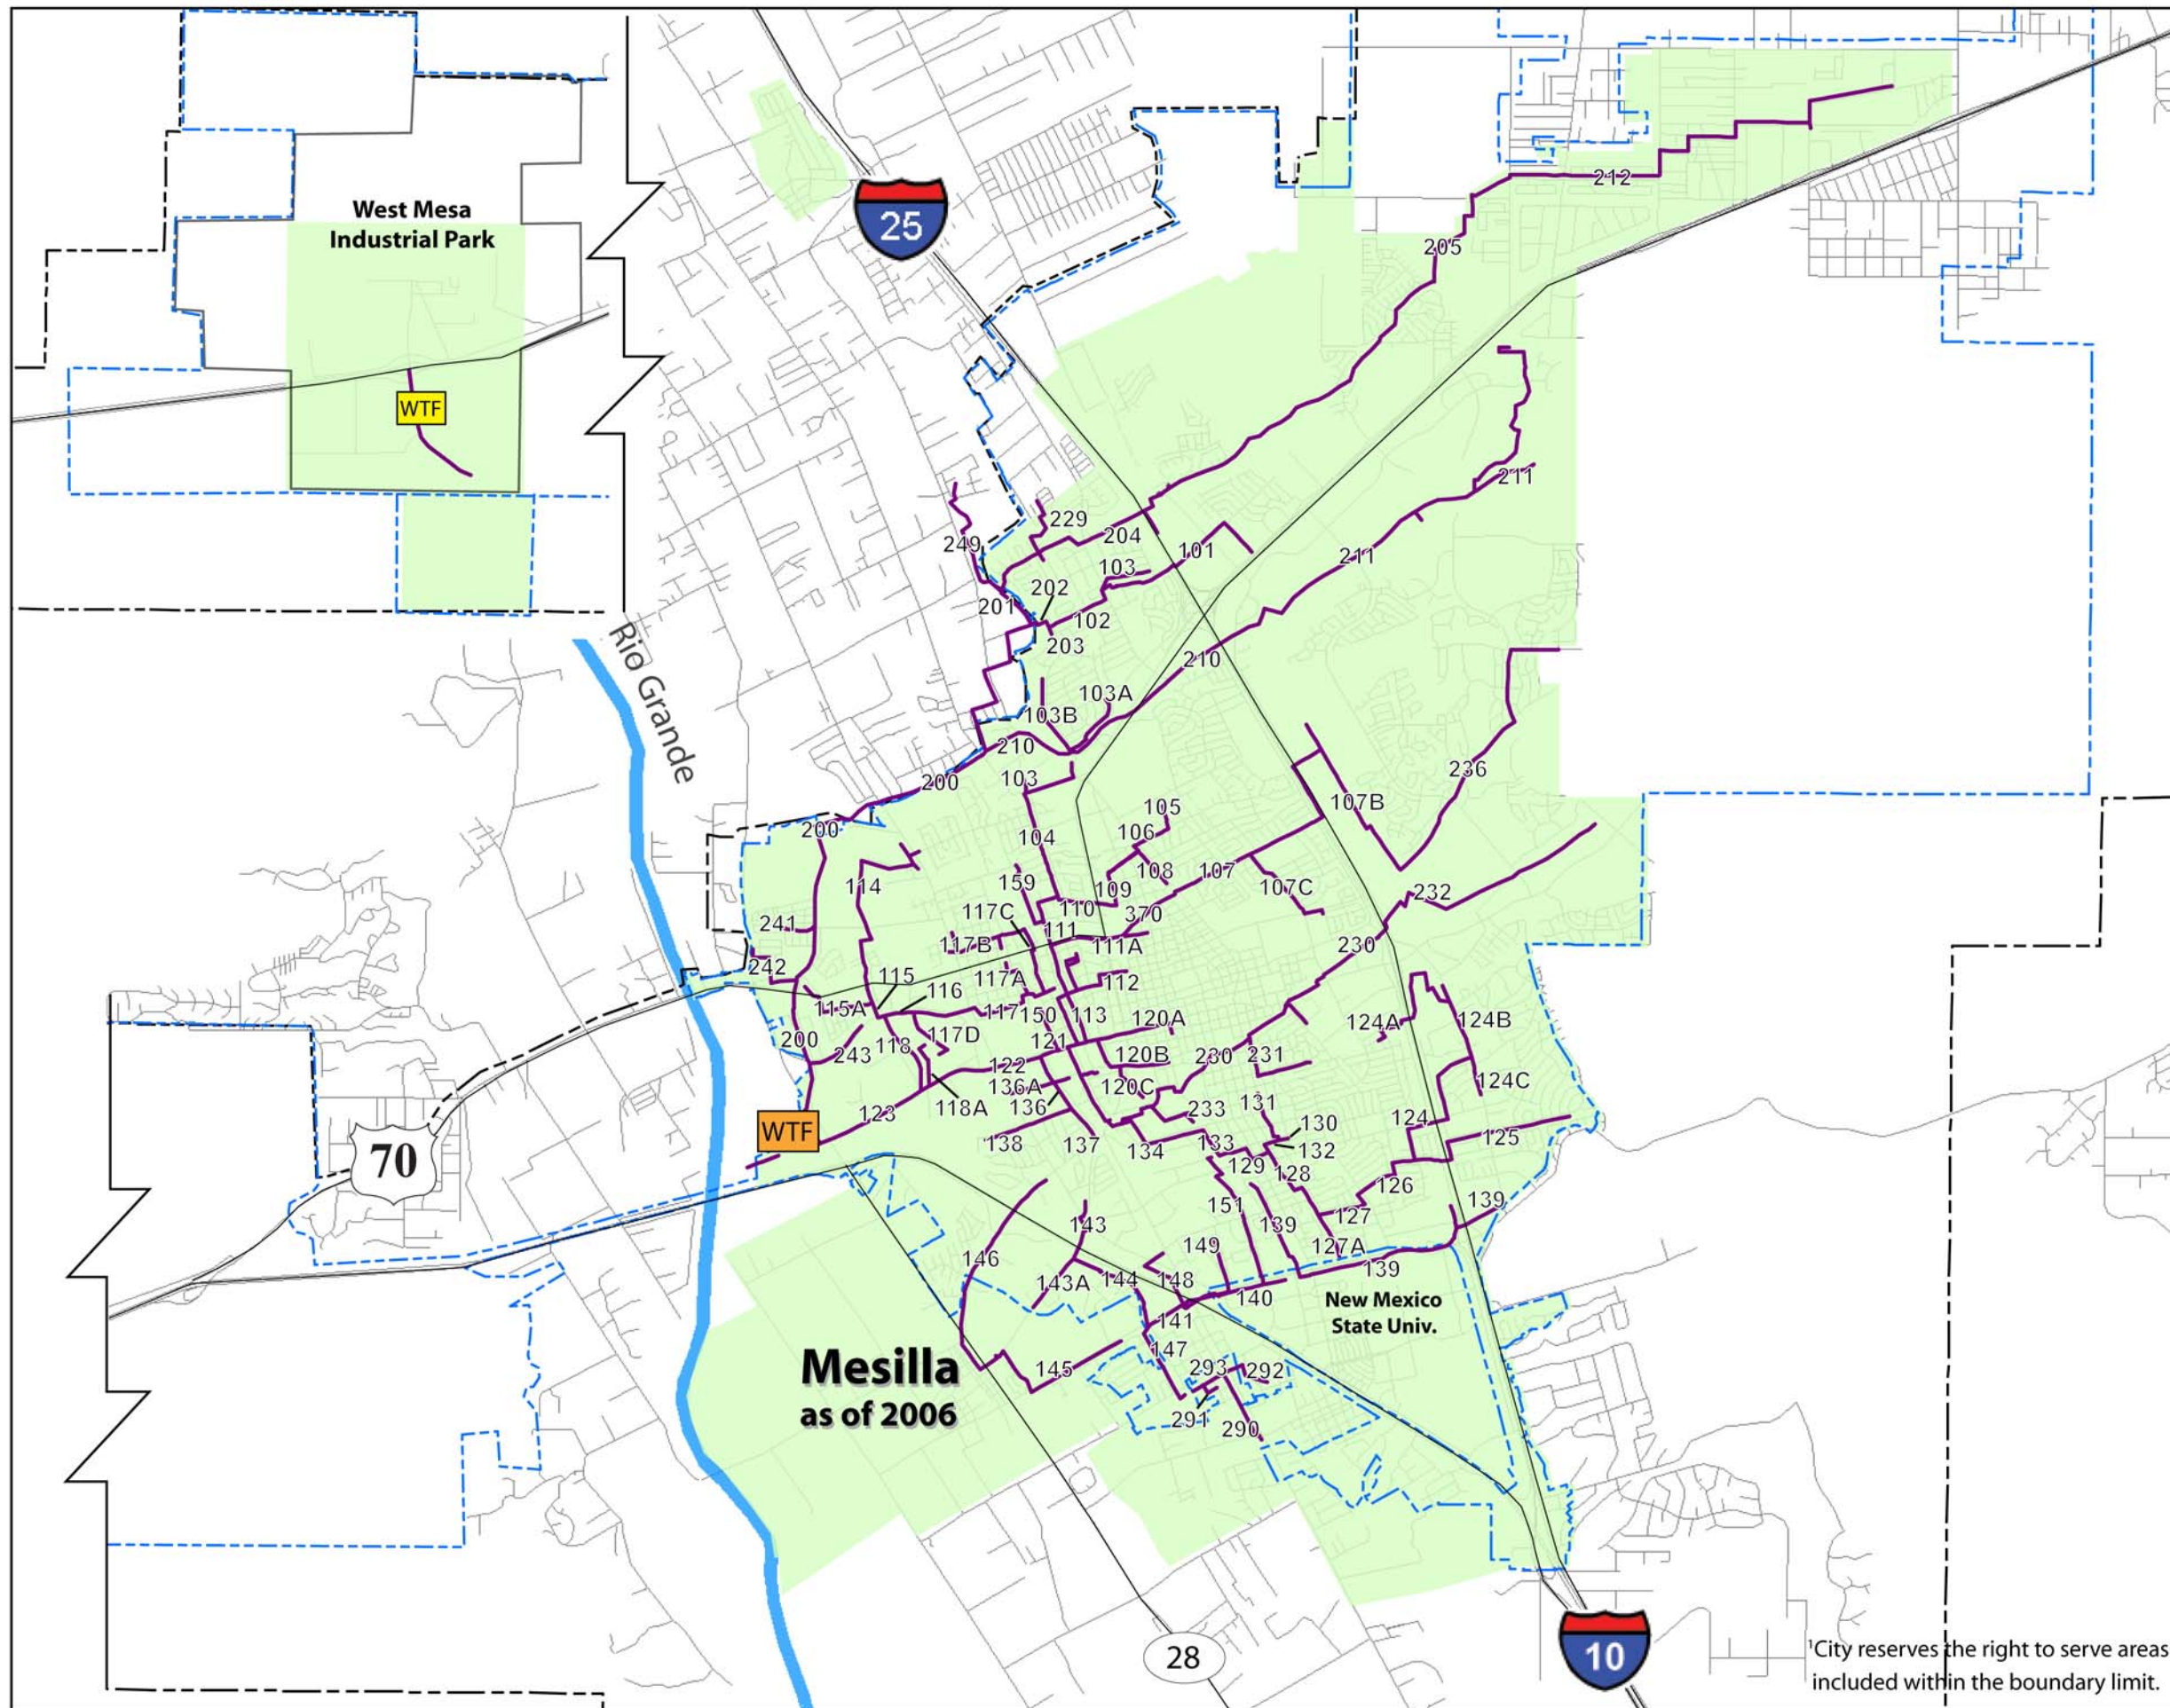 West Mesa
Industrial Park
25
212
205
WTF
211
229
204
249
101
211
103
202
201
102
203
210
Rio Grande
103A
103B
210
236
103
200
107B
105
200
106
104
108
107
114
159
107C
109
232
117C
110
370
241
111
117B
111A
230
242
115
117A
112
116
115A
117
150
113
120A
124A
124B
117D
200
121
243
118
120B
230
231
122
136A
120C
124C
136
118A
131
233
123
124
WTF
130
125
138
137
133
134
132
70
129
128
126
151
139
127
143
139
149
127A
146
139
143A
144
148
140
New Mexico
State Univ.
141
147
Mesilla
145
293
292
as of 2006
291
290
28
10
¹City reserves the right to serve areas
included within the boundary limit.